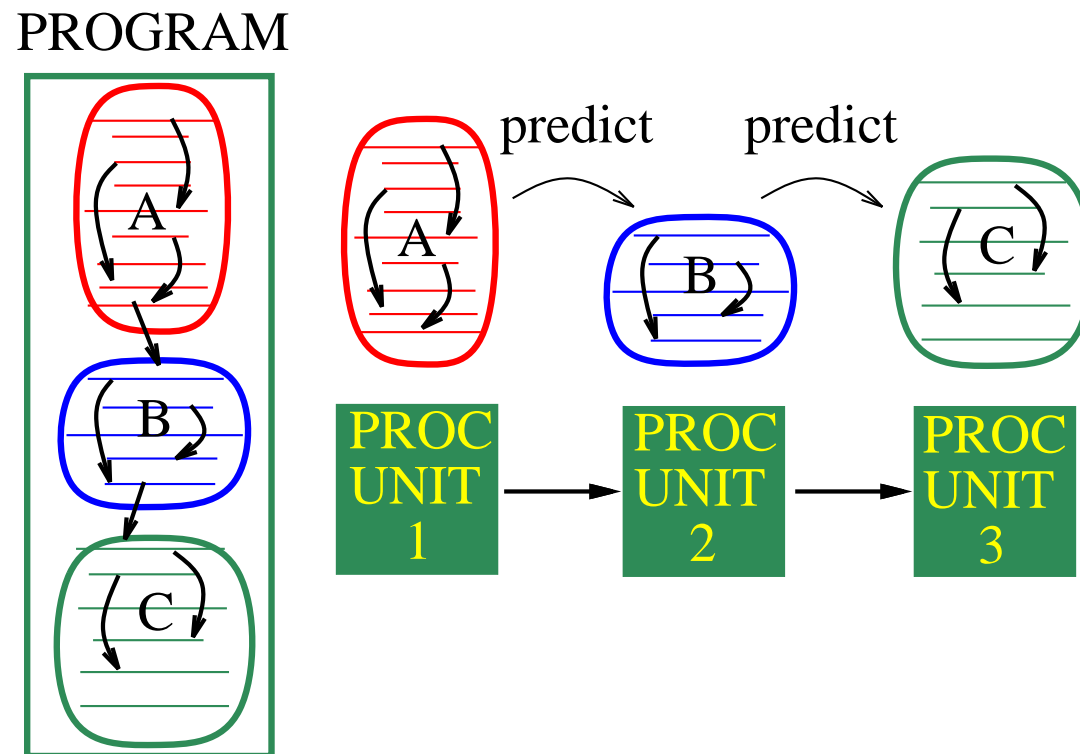 PROGRAM
A
B
C
predict
predict
A
B
C
PROC
UNIT
1
PROC
UNIT
2
PROC
UNIT
3